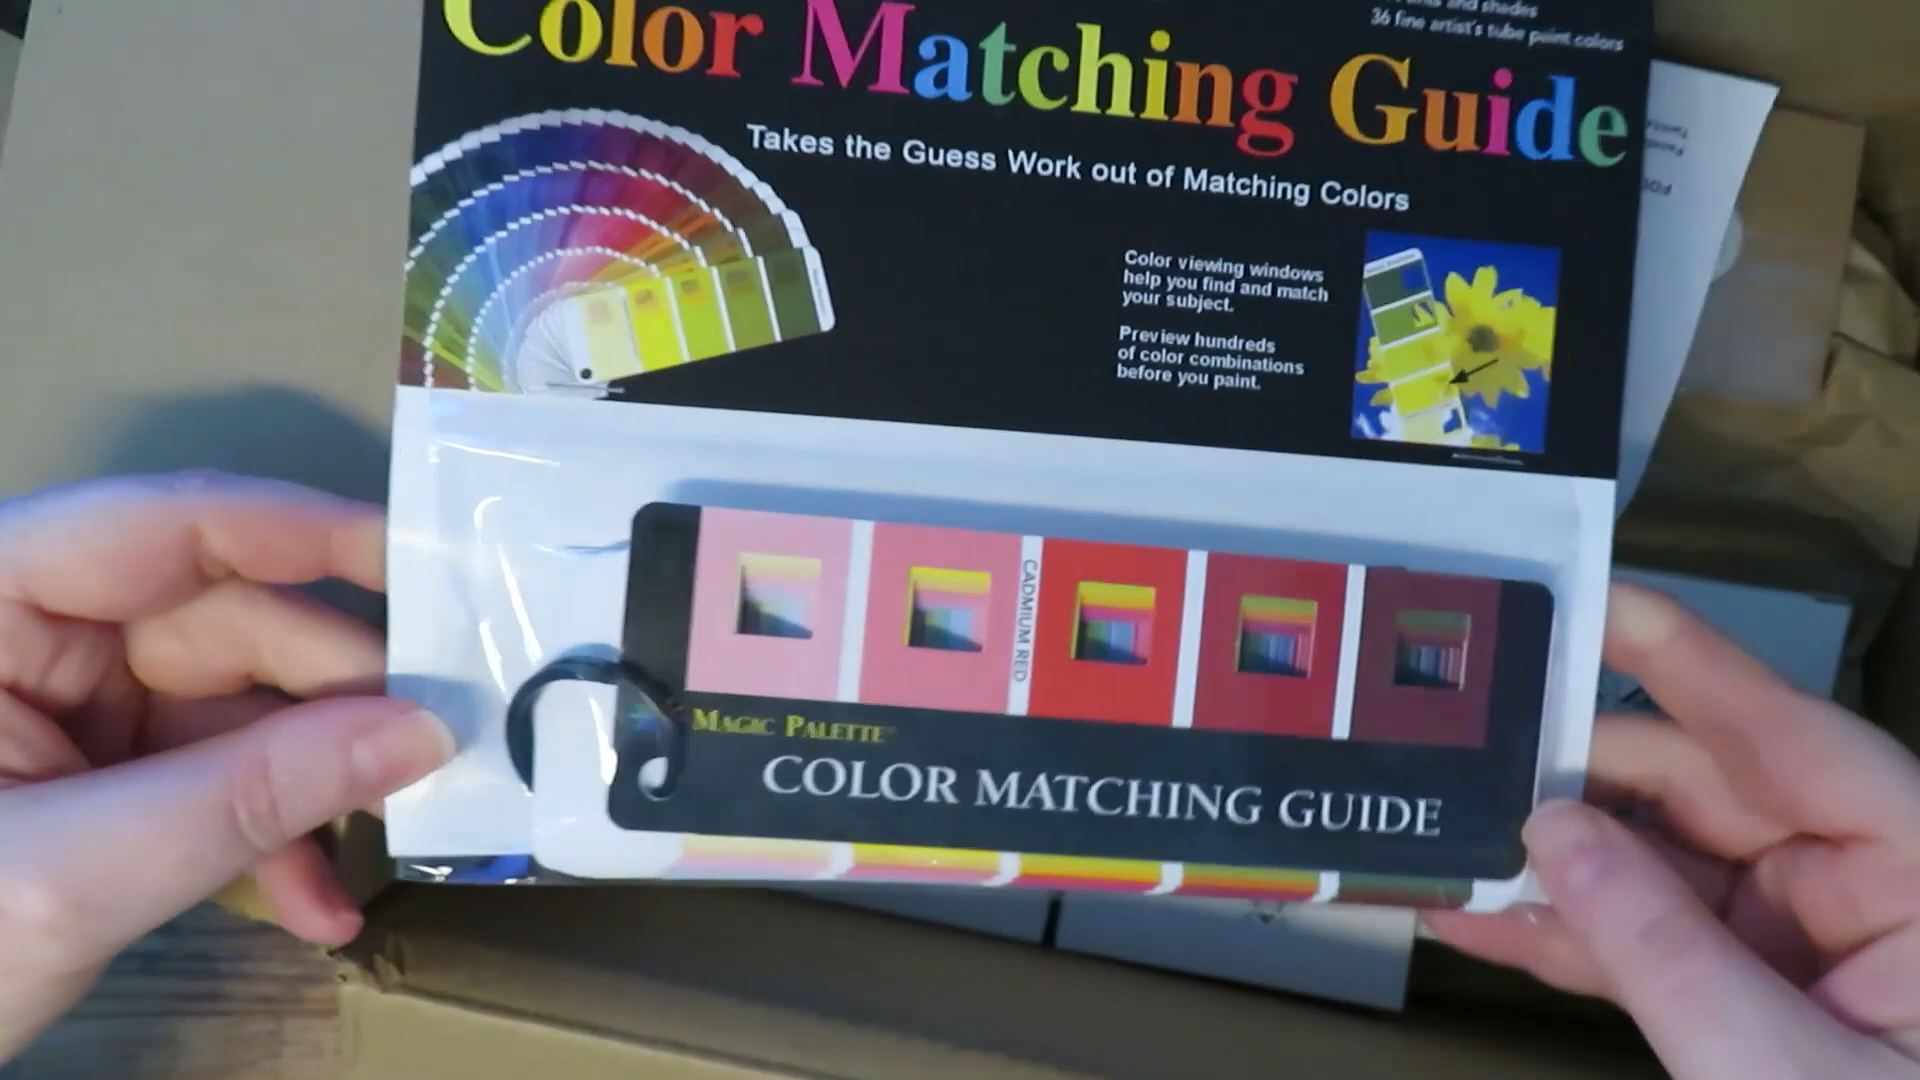 and shades
36 fine artist's tube paint colors
Color Matching Guide
Takes the Guess Work out of Matching Colors
Color viewing windows
help you find and match
your subject.
Preview hundreds
of color combinations
before you paint.
CADMIUM RED
MAGIC PALETTE
COLOR MATCHING GUIDE